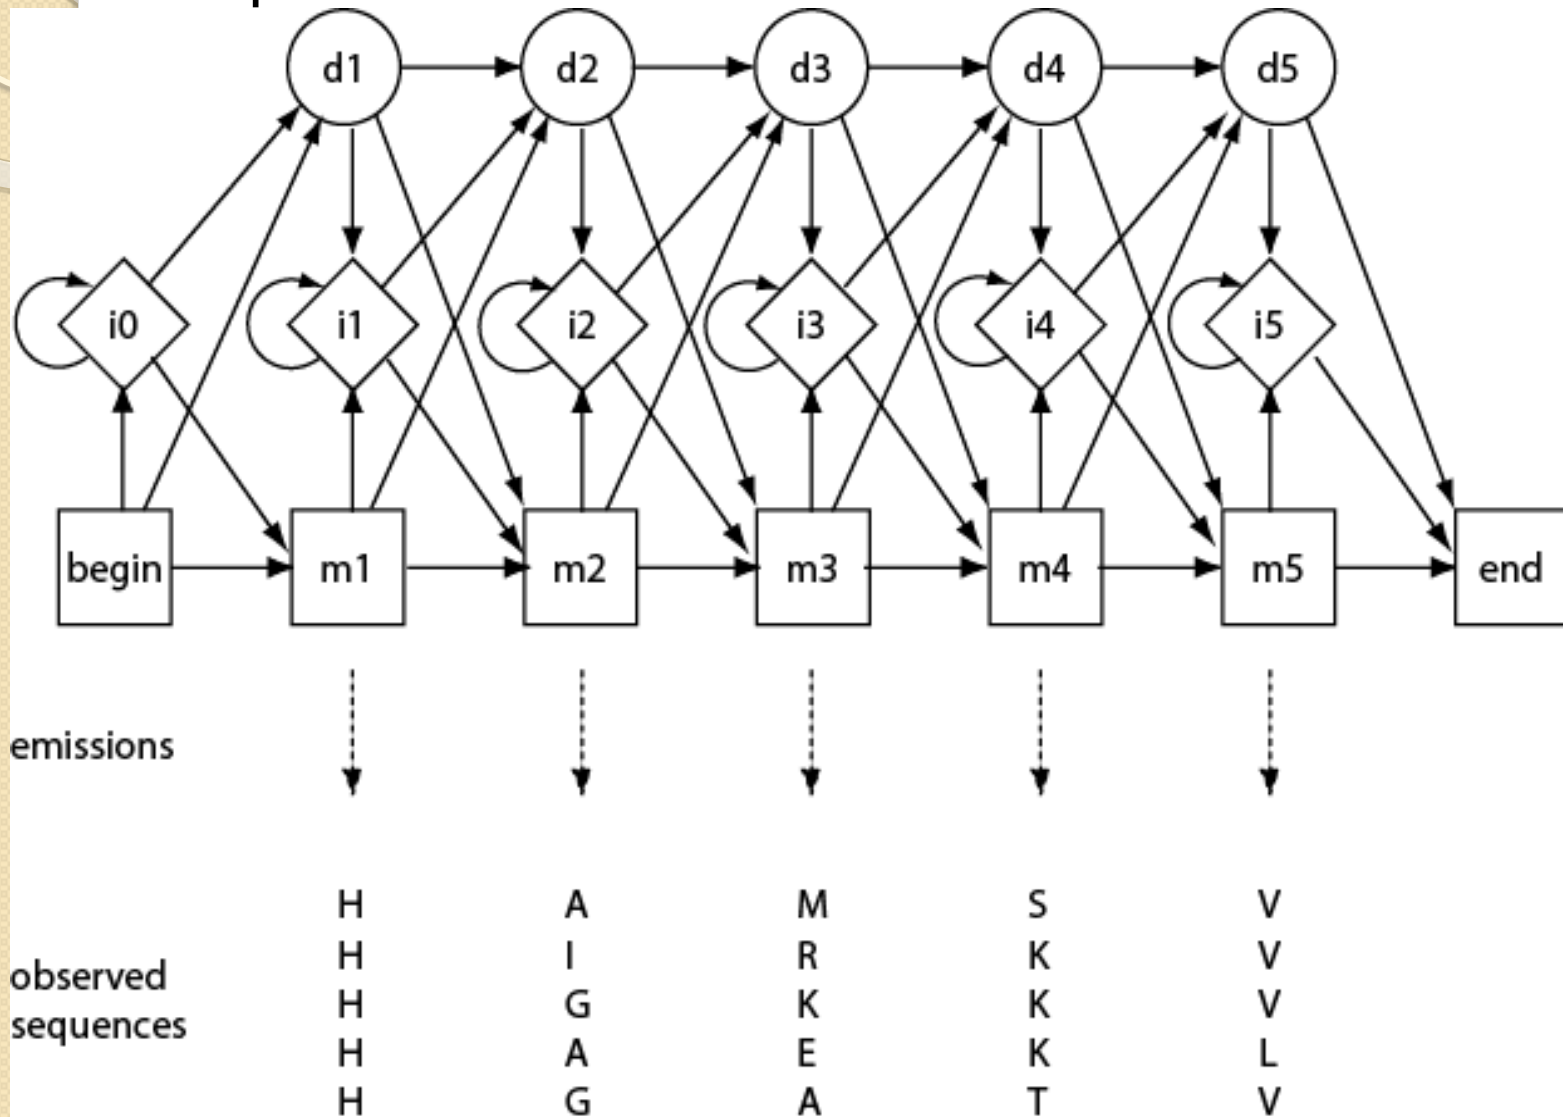 d1 d2 d3 d4 d5
i0 i1 i2 i3 i4 i5
begin m1 m2 m3 m4 m5 end
emissions
H A M S V
H I R K V
observed
H G K K V
sequences
H A E K L
H G A T V